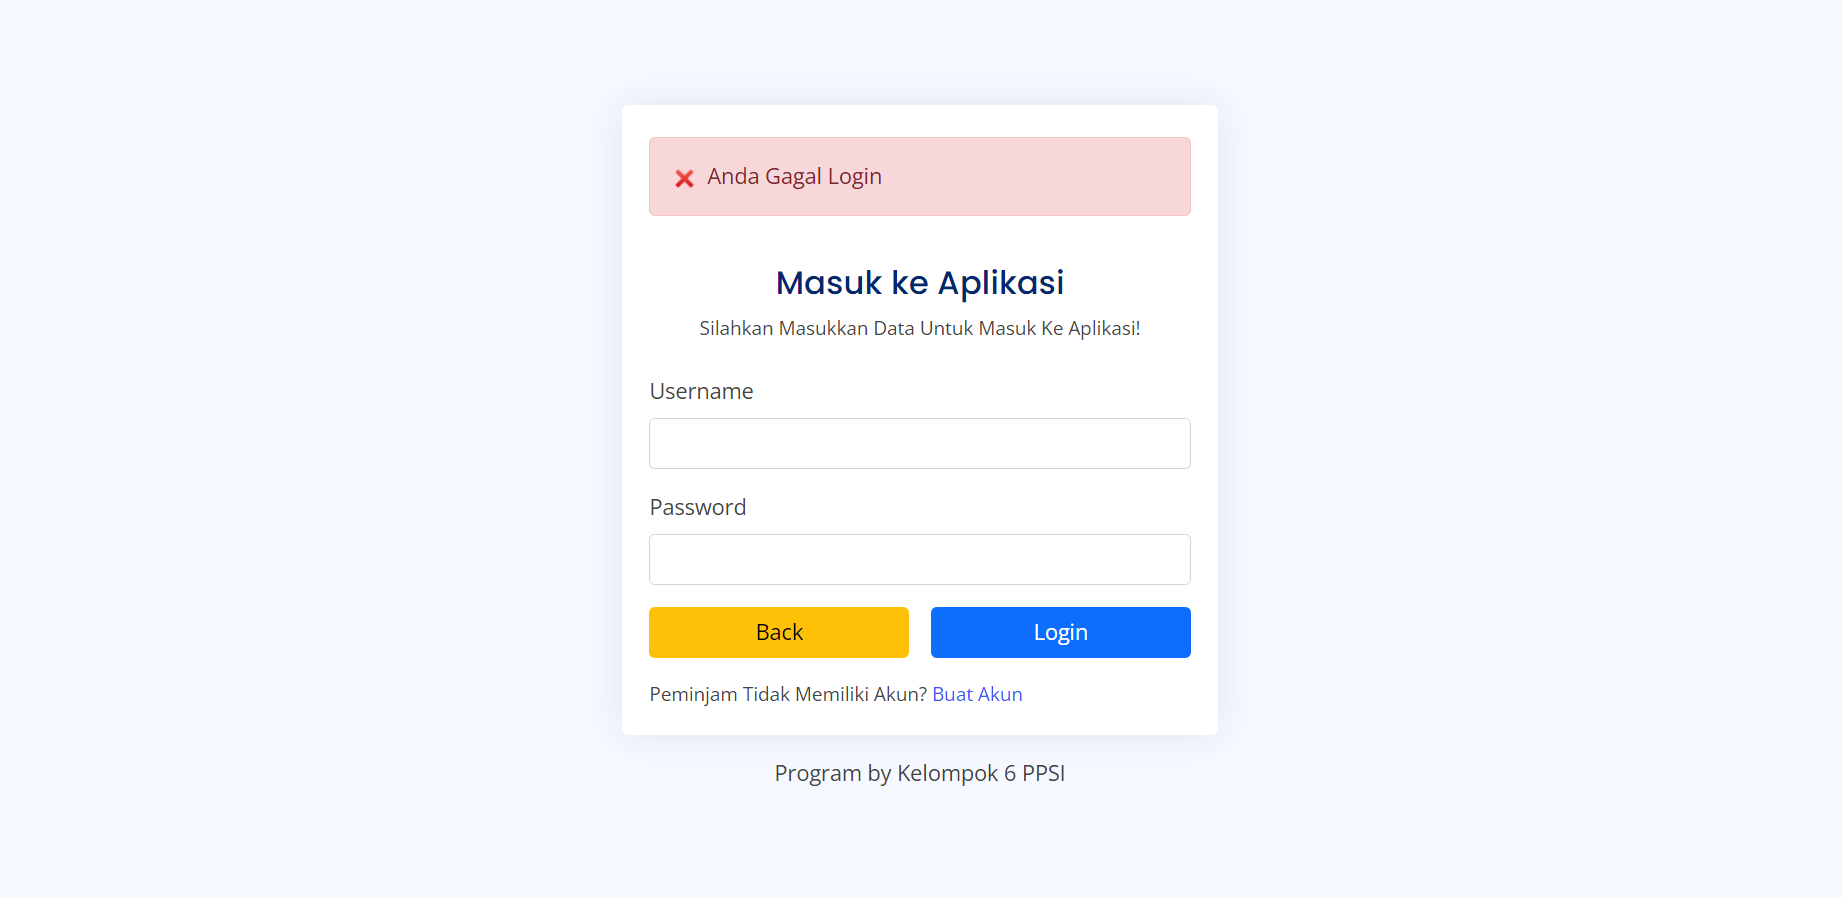 Anda Gagal Login
Masuk ke Aplikasi
Silahkan Masukkan Data Untuk Masuk Ke Aplikasi!
Username
Password
Back Login
Peminjam Tidak Memiliki Akun? Buat Akun
Program by Kelompok 6 PPSI